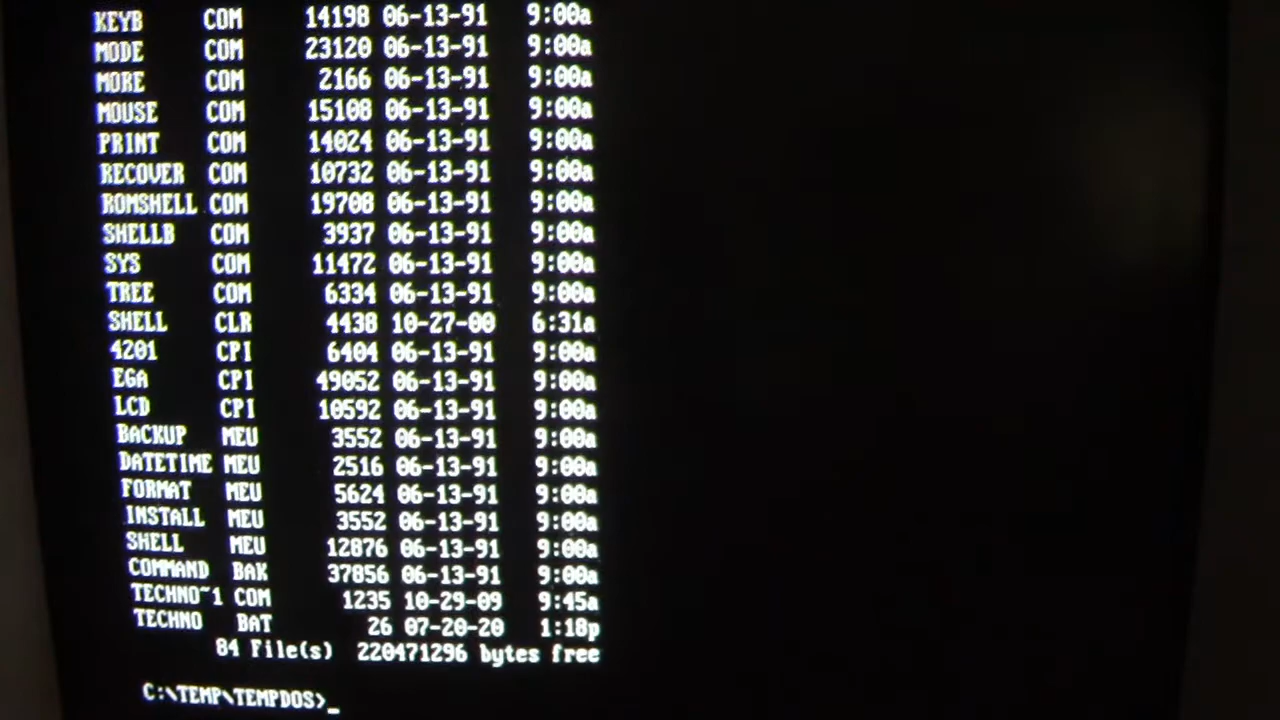 KEYB COM 14198 06-13-91 9:00a
MODE COM 23120 06-13-91 9:00a
MORE COM 2166 06-13-91 9:00a
MOUSE COM 15108 06-13-91 9:00a
PRINT COM 14024 06-13-91 9:00a
RECOVER COM 10732 06-13-91 9:00a
ROMSHELL COM 19708 06-13-91 9:00a
SHELLB COM 3937 06-13-91 9:00a
SYS COM 11472 06-13-91 9:00a
TREE COM 6334 06-13-91 9:00a
SHELL CLR 4438 10-27-00 6:31a
4201 CPI 6404 06-13-91 9:00a
EGA CPI 49052 06-13-91 9:00a
LCD CPI 10592 06-13-91 9:00a
BACKUP MEU 3552 06-13-91 9:00a
DATETIME MEU 2516 06-13-91 9:00a
FORMAT MEU 5624 06-13-91 9:00a
INSTALL MEU 3552 06-13-91 9:00a
SHELL MEU 12876 06-13-91 9:00a
COMMAND BAK 37856 06-13-91 9:00a
TECHNO~1 COM 1235 10-29-09 9:45a
TECHNO BAT 26 07-20-20 1:18p
84 File(s) 220471296 bytes free
C:\TEMP\TEMPDOS>_